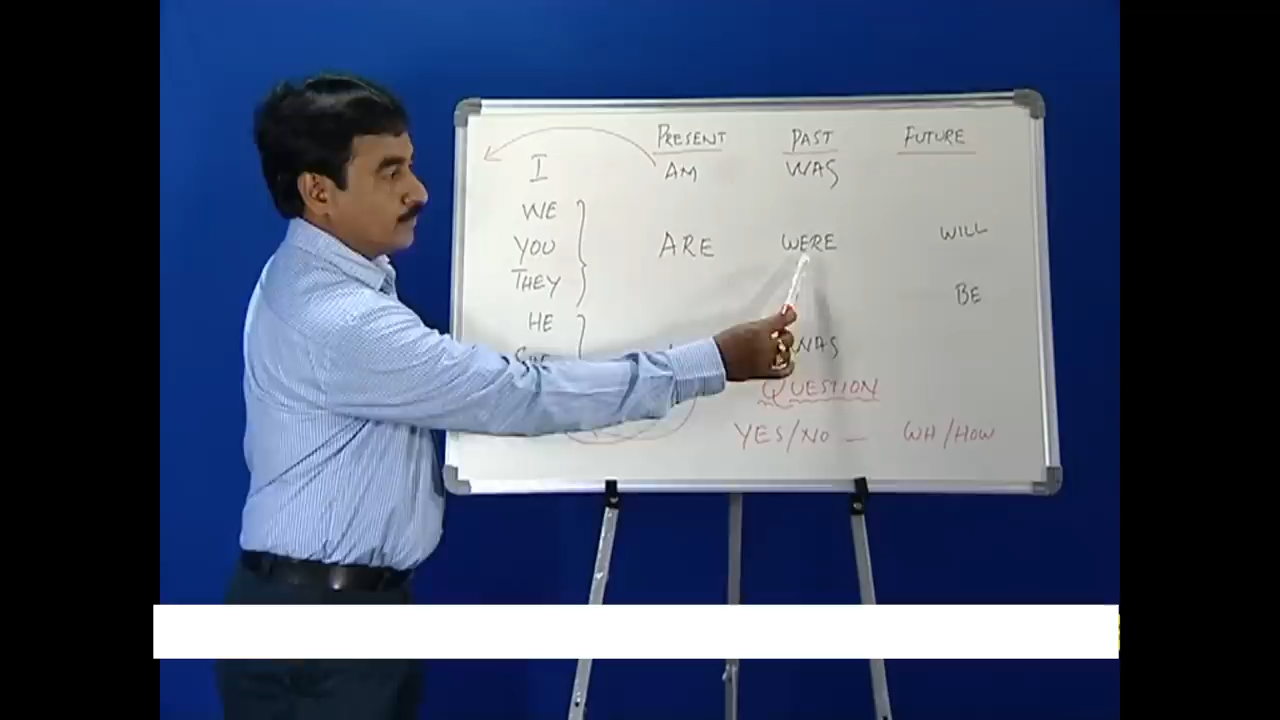 PRESENT PAST FUTURE
I AM WAS
WE
YOU ARE WERE WILL
THEY
BE
HE
SHE WAS
QUESTION
YES/NO — WH/HOW